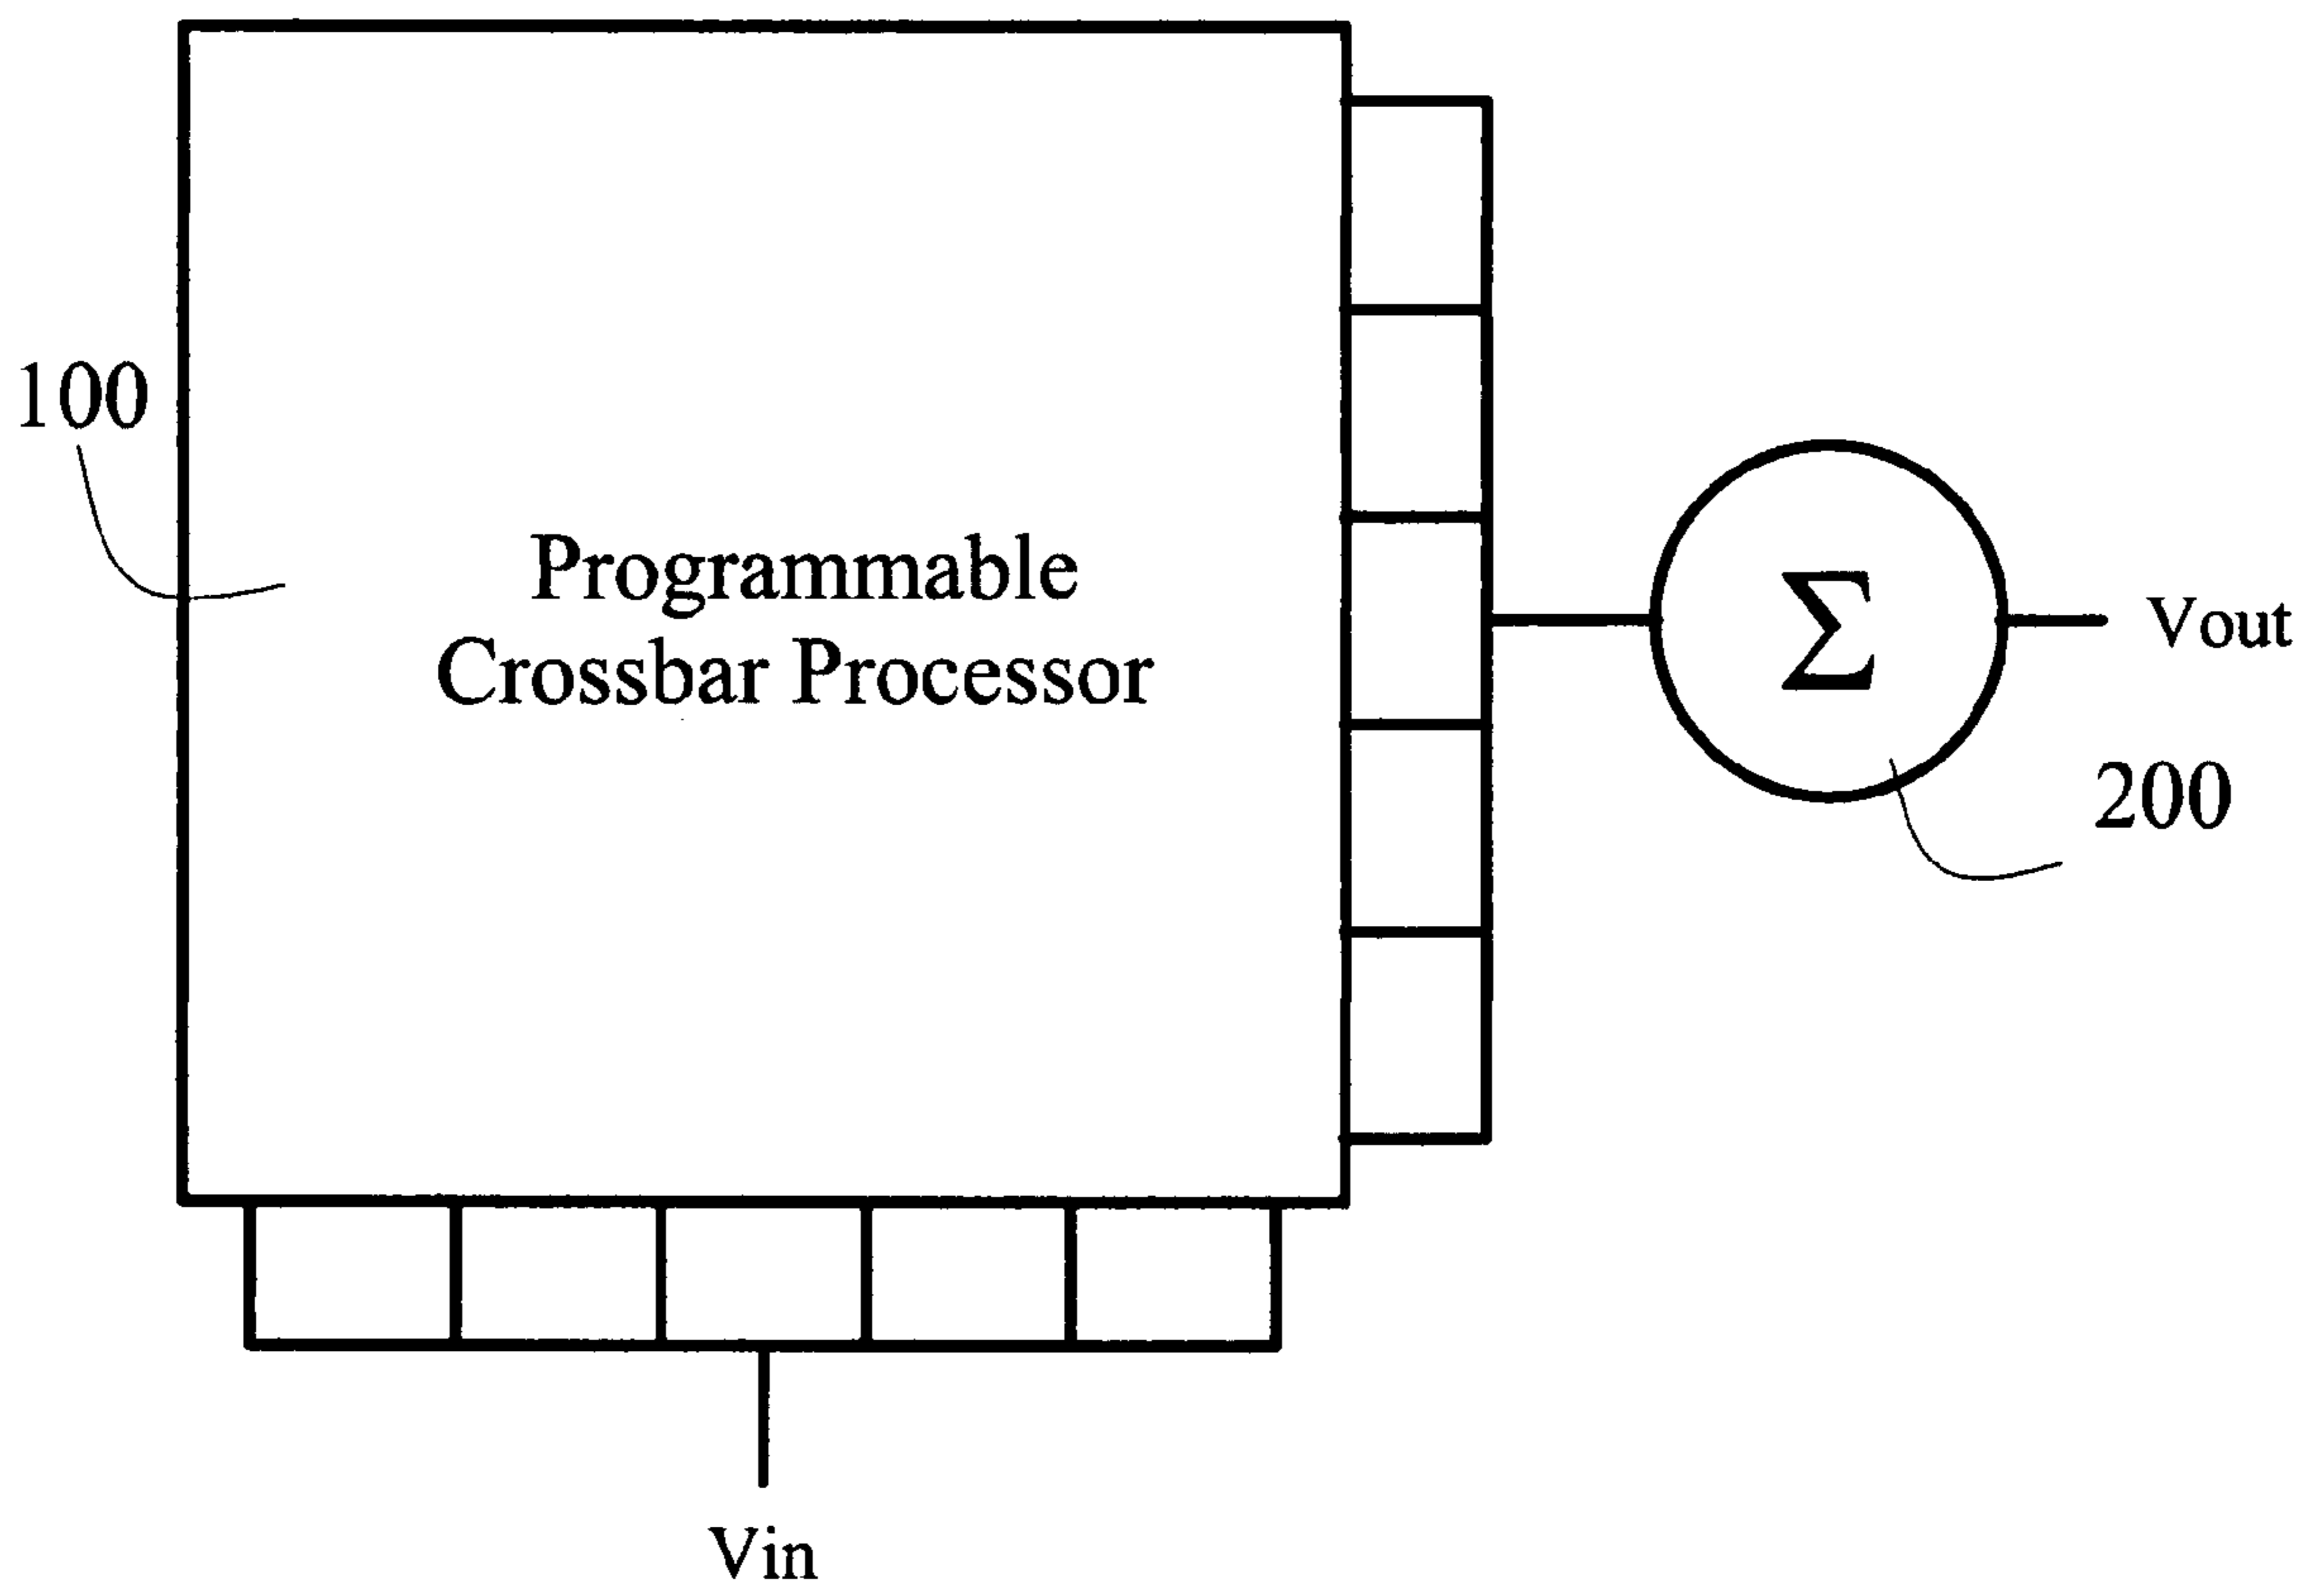 100
Programmable
Crossbar Processor
Σ
Vout
200
Vin